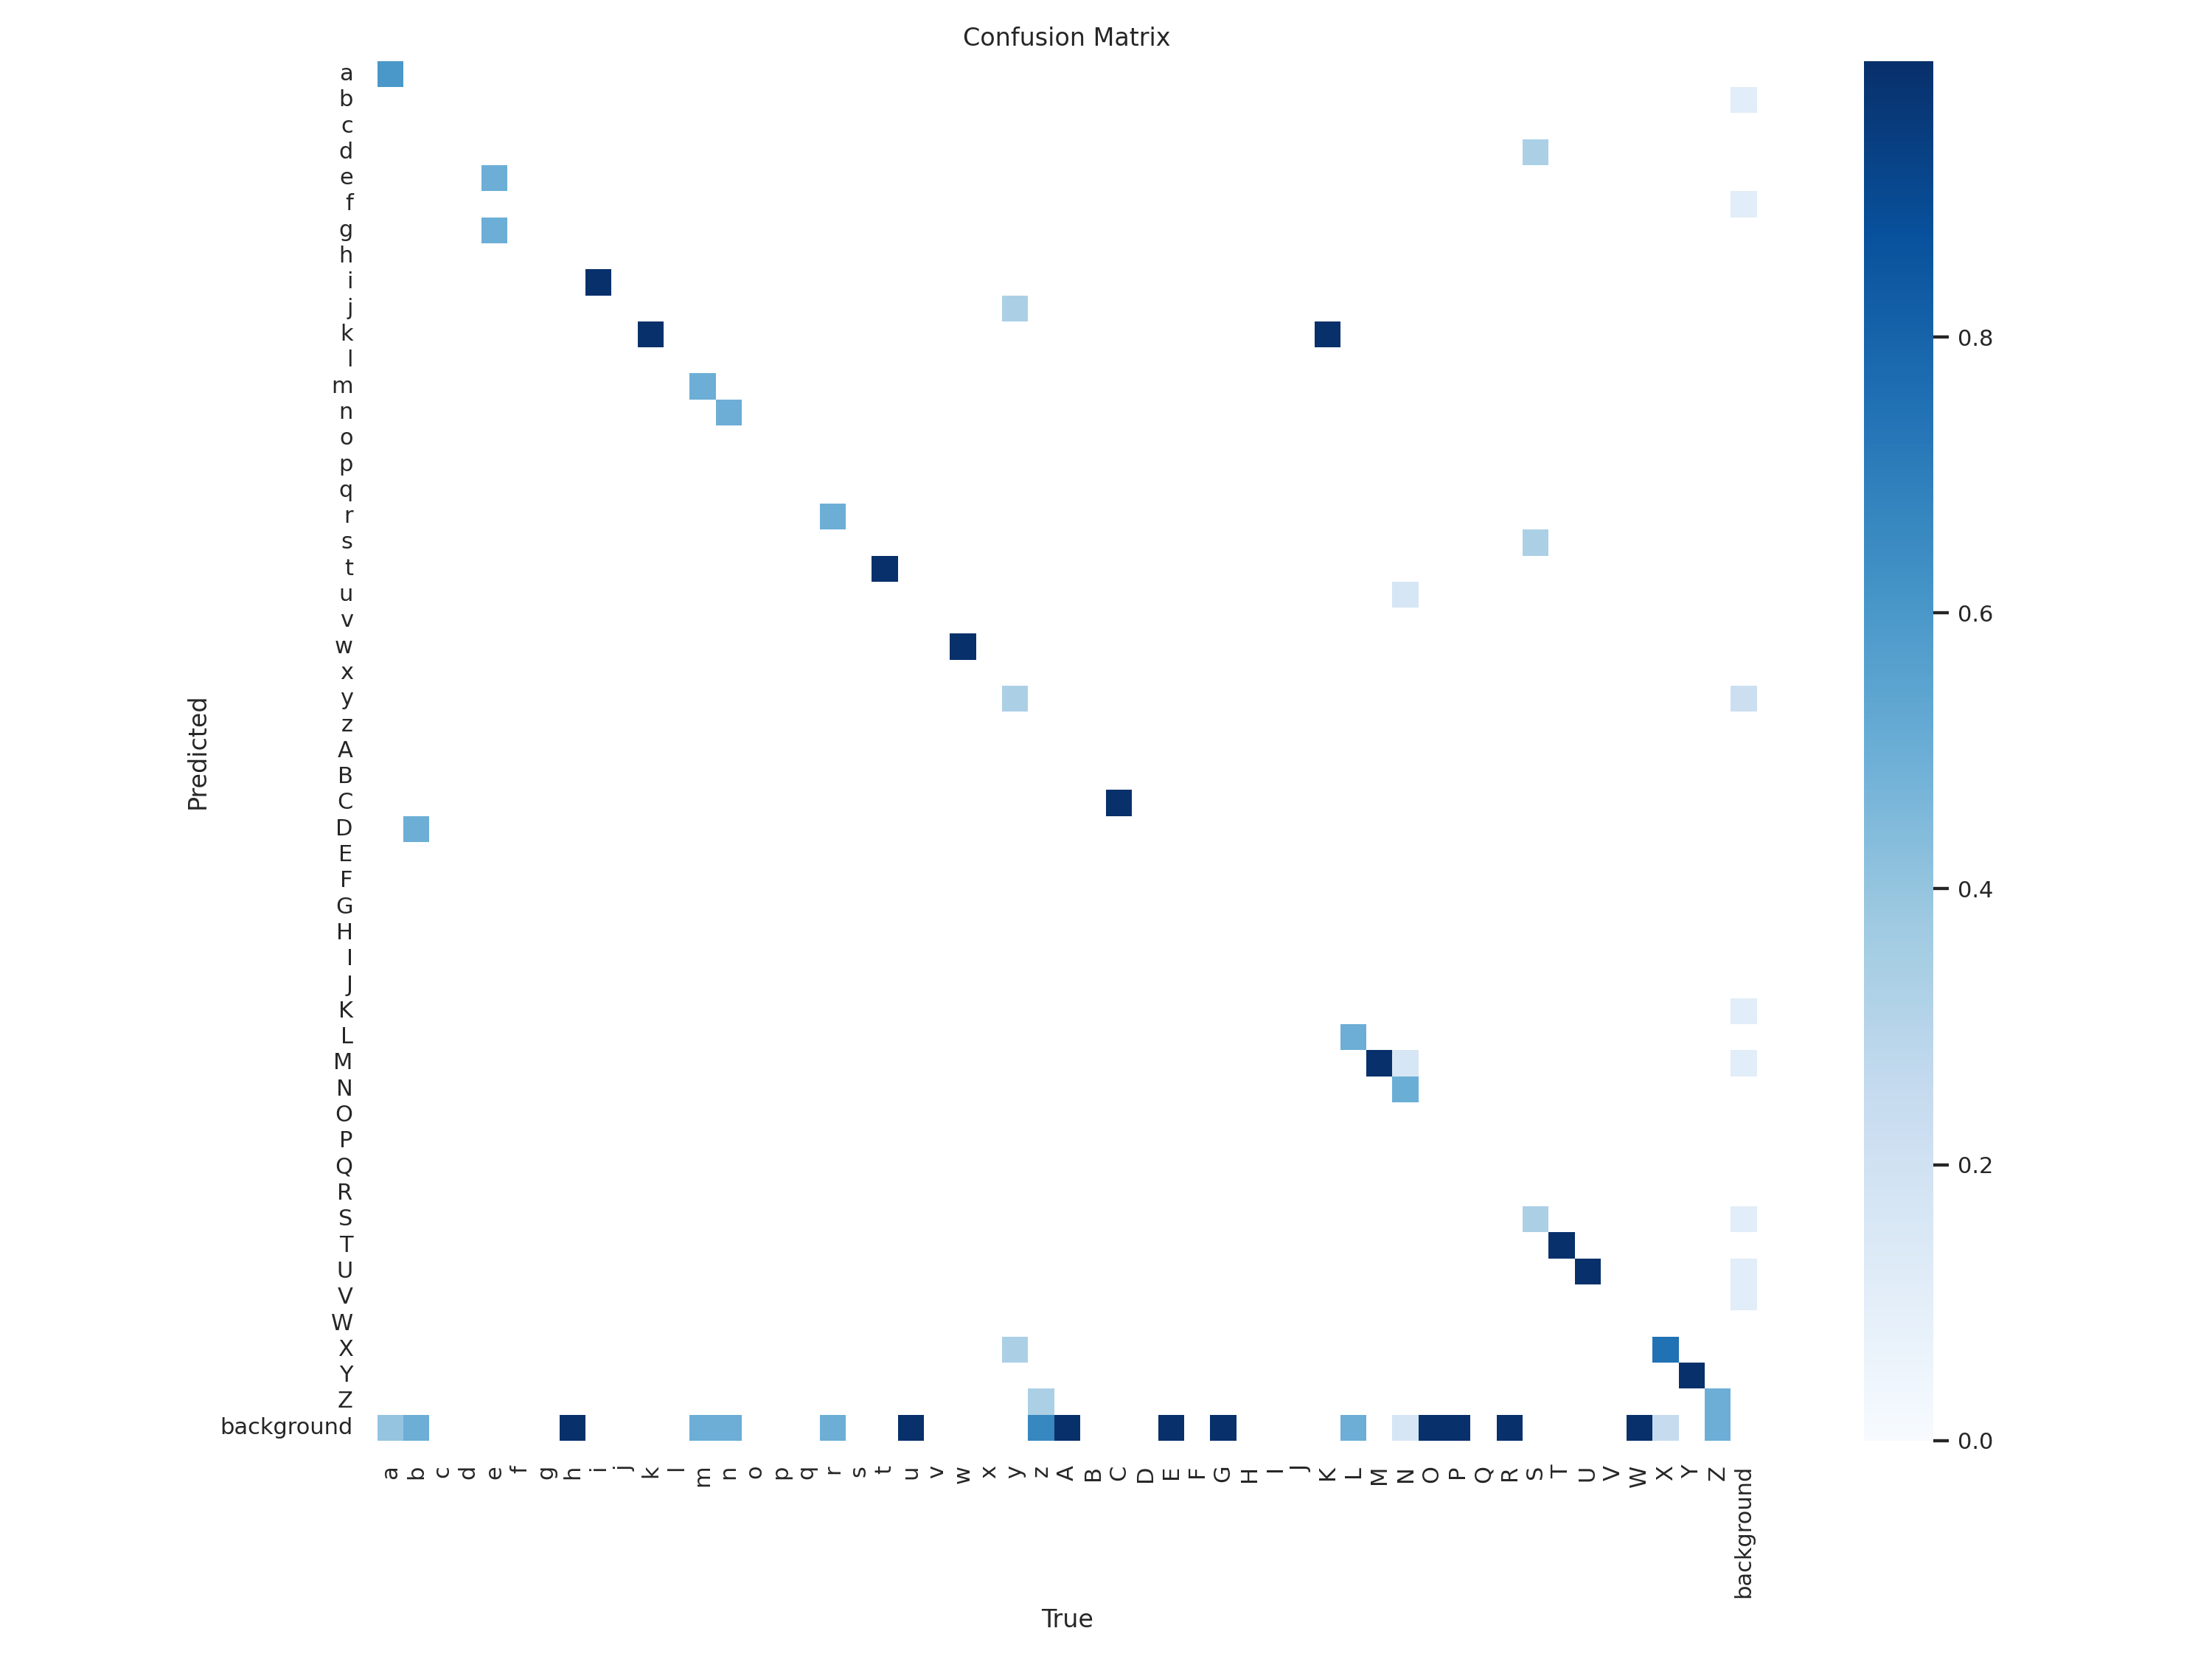 Confusion Matrix
a
b
c
d
e
f
g
h
i
j
k
l
m
n
o
p
q
r
s
t
u
v
w
x
y
z
A
B
C
D
E
F
G
H
I
J
K
L
M
N
O
P
Q
R
S
T
U
V
W
X
Y
Z
background
Predicted
a b c d e f g h i j k l m n o p q r s t u v w x y z A B C D E F G H I J K L M N O P Q R S T U V W X Y Z background
True
0.8
0.6
0.4
0.2
0.0